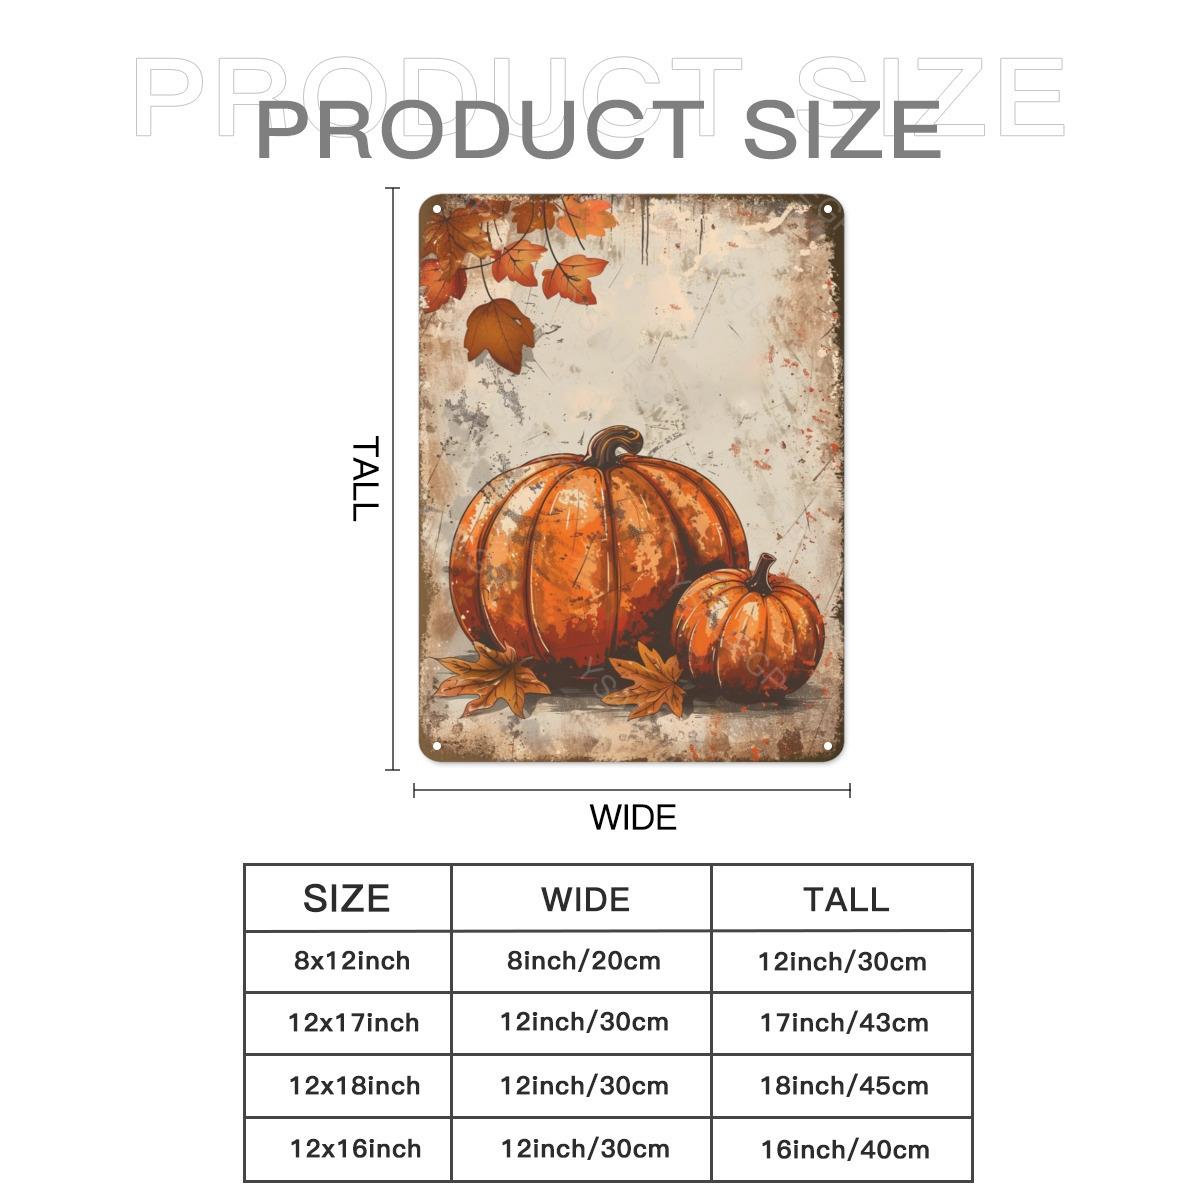 PRODUCT SIZE
PRODUCT SIZE
TALL
WIDE
SIZE WIDE TALL
8x12inch 8inch/20cm 12inch/30cm
12x17inch 12inch/30cm 17inch/43cm
12x18inch 12inch/30cm 18inch/45cm
12x16inch 12inch/30cm 16inch/40cm